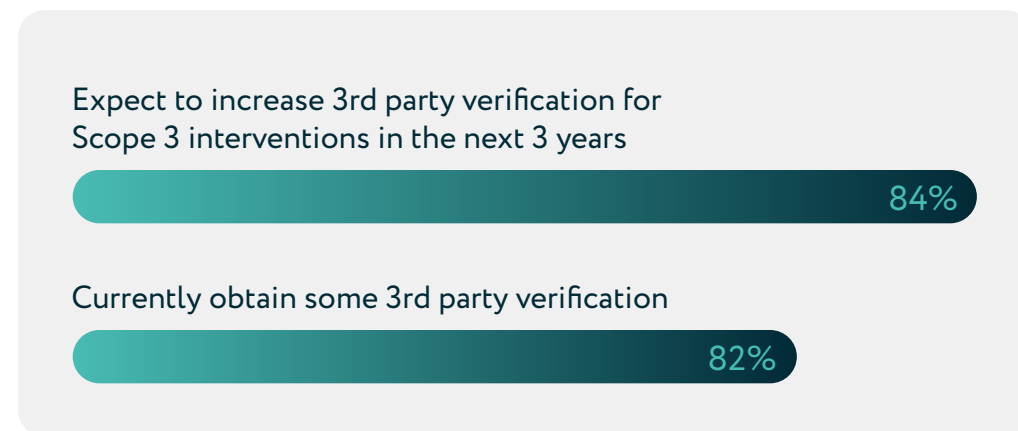 Expect to increase 3rd party verification for
Scope 3 interventions in the next 3 years
84%
Currently obtain some 3rd party verification
82%